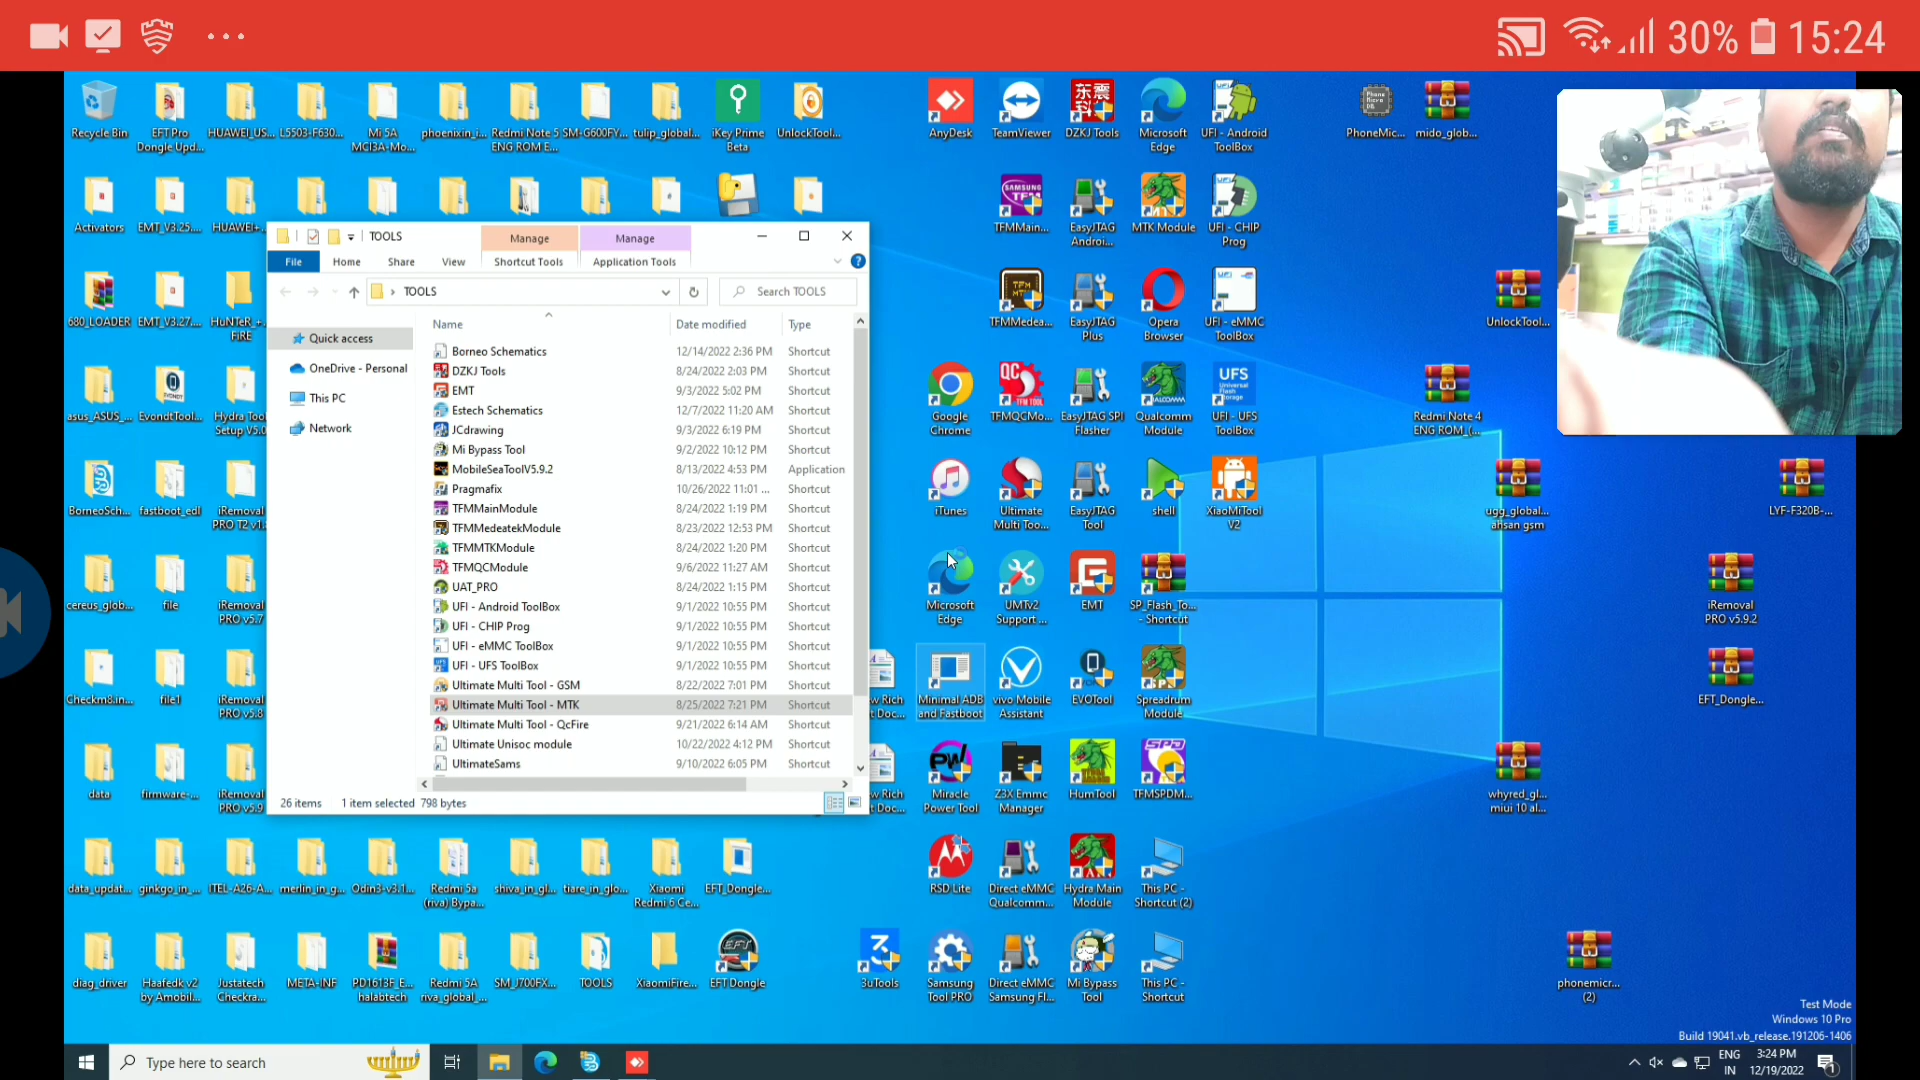 30% 15:24
Recycle Bin
EFT Pro
Dongle Upd...
HUAWEI_US...
L5503-F630...
Mi 5A
MCI3A-Mo...
phoenixin_i...
Redmi Note 5
ENG ROM E...
SM-G600FY...
tulip_global...
iKey Prime
Beta
UnlockTool...
AnyDesk
TeamViewer
DZKJ Tools
Microsoft
Edge
UFI - Android
ToolBox
PhoneMic...
mido_glob...
Activators
EMT_V3.25....
HUAWEI+...
TFMMain...
EasyJTAG
Androi...
MTK Module
UFI - CHIP
Prog
680_LOADER
EMT_V3.27....
HuNTeR_+...
FIRE
TFMMedea...
EasyJTAG
Plus
Opera
Browser
UFI - eMMC
ToolBox
UnlockTool...
asus_ASUS_...
EvondtTool...
Hydra Tool
Setup V5.0
Google
Chrome
TFMQCMo...
EasyJTAG SPI
Flasher
Qualcomm
Module
UFI - UFS
ToolBox
Redmi Note 4
ENG ROM_(...
BorneoSch...
fastboot_edl
iRemoval
PRO T2 v1.
iTunes
Ultimate
Multi Too...
EasyJTAG
Tool
shell
XiaoMiTool
V2
ugg_global...
ahsan gsm
LYF-F320B-...
cereus_glob...
file
iRemoval
PRO v5.7
Microsoft
Edge
UMTv2
Support ...
EMT
SP_Flash_To...
- Shortcut
iRemoval
PRO v5.9.2
Checkm8.in...
file1
iRemoval
PRO v5.8
w Rich
t Doc...
Minimal ADB
and Fastboot
vivo Mobile
Assistant
EVOTool
Spreadrum
Module
EFT_Dongle...
data
firmware-...
iRemoval
PRO v5.9
w Rich
t Doc...
Miracle
Power Tool
Z3X Emmc
Manager
HumTool
TFMSPDM...
whyred_gl...
miui 10 al...
TOOLS
Manage
Manage
File
Home
Share
View
Shortcut Tools
Application Tools
TOOLS
Search TOOLS
Quick access
OneDrive - Personal
This PC
Network
Name Date modified Type
Borneo Schematics 12/14/2022 2:36 PM Shortcut
DZKJ Tools 8/24/2022 2:03 PM Shortcut
EMT 9/3/2022 5:02 PM Shortcut
Estech Schematics 12/7/2022 11:20 AM Shortcut
JCdrawing 9/3/2022 6:19 PM Shortcut
Mi Bypass Tool 9/2/2022 10:12 PM Shortcut
MobileSeaToolV5.9.2 8/13/2022 4:53 PM Application
Pragmafix 10/26/2022 11:01 ... Shortcut
TFMMainModule 8/24/2022 1:19 PM Shortcut
TFMMedeatekModule 8/23/2022 12:53 PM Shortcut
TFMMTKModule 8/24/2022 1:20 PM Shortcut
TFMQCModule 9/6/2022 11:27 AM Shortcut
UAT_PRO 8/24/2022 1:15 PM Shortcut
UFI - Android ToolBox 9/1/2022 10:55 PM Shortcut
UFI - CHIP Prog 9/1/2022 10:55 PM Shortcut
UFI - eMMC ToolBox 9/1/2022 10:55 PM Shortcut
UFI - UFS ToolBox 9/1/2022 10:55 PM Shortcut
Ultimate Multi Tool - GSM 8/22/2022 7:01 PM Shortcut
Ultimate Multi Tool - MTK 8/25/2022 7:21 PM Shortcut
Ultimate Multi Tool - QcFire 9/21/2022 6:14 AM Shortcut
Ultimate Unisoc module 10/22/2022 4:12 PM Shortcut
UltimateSams 9/10/2022 6:05 PM Shortcut
26 items 1 item selected 798 bytes
data_updat...
ginkgo_in_...
ITEL-A26-A...
merlin_in_g...
Odin3-v3.1...
Redmi 5a
(riva) Bypa...
shiva_in_gl...
tiare_in_glo...
Xiaomi
Redmi 6 Ce...
EFT_Dongle...
RSD Lite
Direct eMMC
Qualcomm...
Hydra Main
Module
This PC -
Shortcut (2)
diag_driver
Haafedk v2
by Amobil...
Justatech
Checkra...
META-INF
PD1613F_E...
halabtech
Redmi 5A
riva_global_...
SM_J700FX...
TOOLS
XiaomiFire...
EFT Dongle
3uTools
Samsung
Tool PRO
Direct eMMC
Samsung Fl...
Mi Bypass
Tool
This PC -
Shortcut
phonemicr...
(2)
Test Mode
Windows 10 Pro
Build 19041.vb_release.191206-1406
Type here to search
ENG
IN
3:24 PM
12/19/2022
1